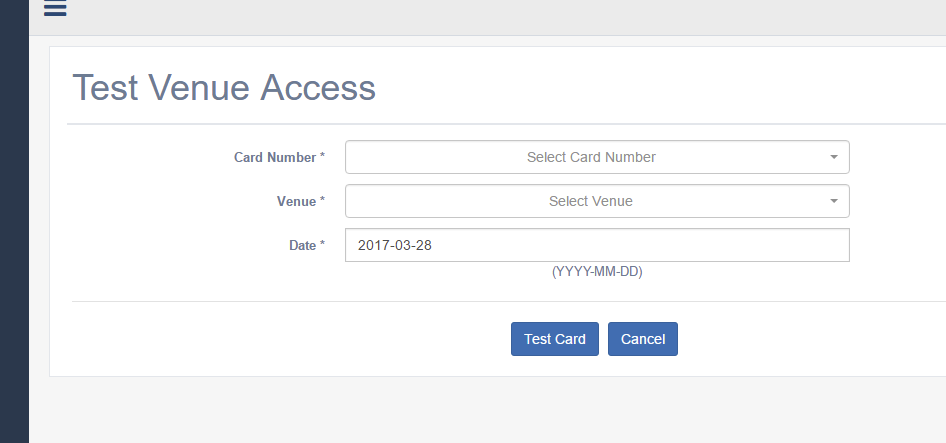 Test Venue Access
Card Number * Select Card Number
Venue * Select Venue
Date * 2017-03-28
(YYYY-MM-DD)
Test Card Cancel